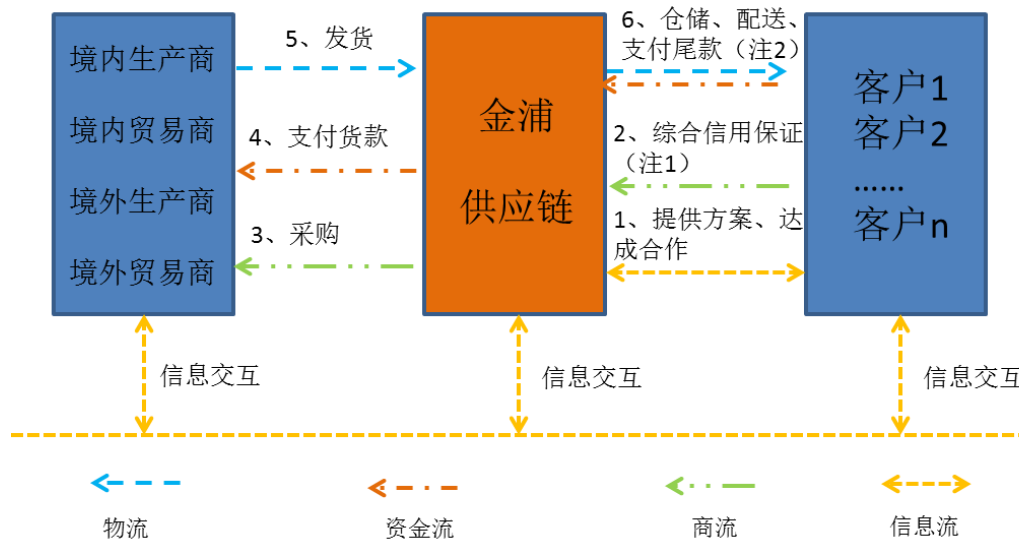 境内生产商
境内贸易商
境外生产商
境外贸易商
5、发货
4、支付货款
3、采购
金浦
供应链
6、仓储、配送、
支付尾款（注2）
2、综合信用保证
（注1）
1、提供方案、达
成合作
客户1
客户2
……
客户n
信息交互
信息交互
信息交互
物流
资金流
商流
信息流